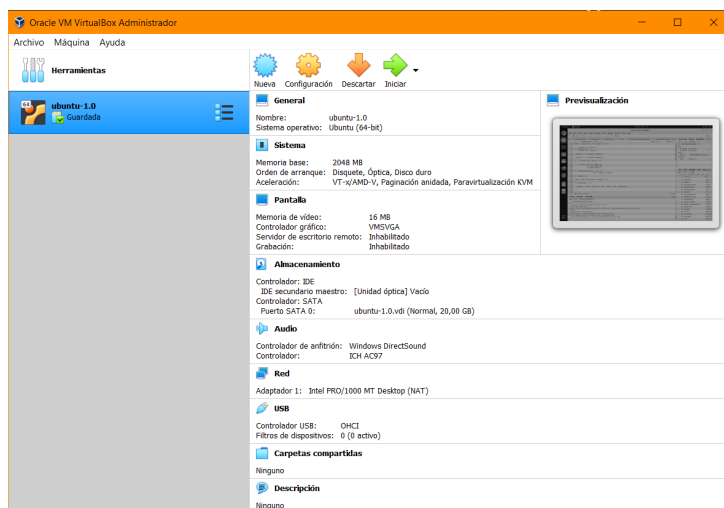 Oracle VM VirtualBox Administrador
Archivo Máquina Ayuda
Herramientas
Nueva Configuración Descartar Iniciar
64
ubuntu-1.0
Guardada
General
Nombre: ubuntu-1.0
Sistema operativo: Ubuntu (64-bit)
Previsualización
Sistema
Memoria base: 2048 MB
Orden de arranque: Disquete, Óptica, Disco duro
Aceleración: VT-x/AMD-V, Paginación anidada, Paravirtualización KVM
Pantalla
Memoria de vídeo: 16 MB
Controlador gráfico: VMSVGA
Servidor de escritorio remoto: Inhabilitado
Grabación: Inhabilitado
Almacenamiento
Controlador: IDE
IDE secundario maestro: [Unidad óptica] Vacío
Controlador: SATA
Puerto SATA 0: ubuntu-1.0.vdi (Normal, 20,00 GB)
Audio
Controlador de anfitrión: Windows DirectSound
Controlador: ICH AC97
Red
Adaptador 1: Intel PRO/1000 MT Desktop (NAT)
USB
Controlador USB: OHCI
Filtros de dispositivos: 0 (0 activo)
Carpetas compartidas
Ninguno
Descripción
Ninguno